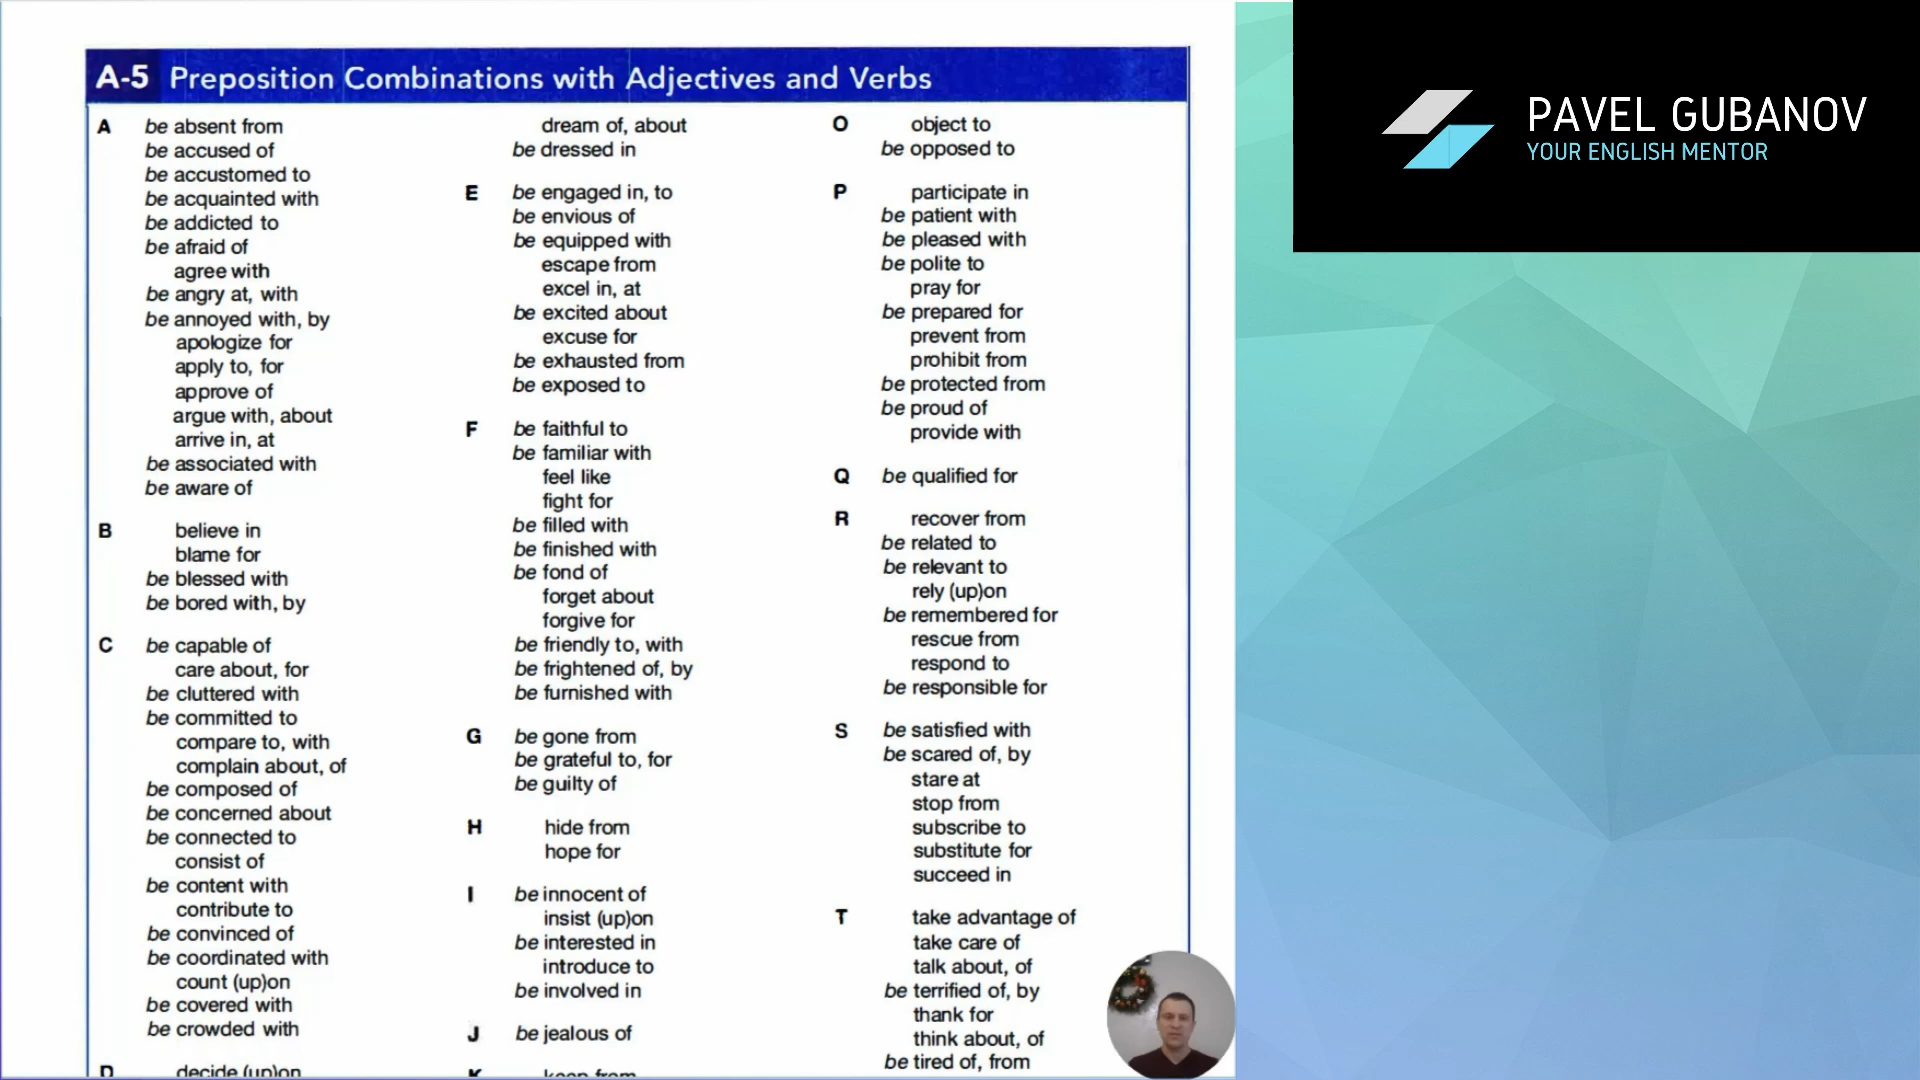 A-5 Preposition Combinations with Adjectives and Verbs
A be absent from
be accused of
be accustomed to
be acquainted with
be addicted to
be afraid of
agree with
be angry at, with
be annoyed with, by
apologize for
apply to, for
approve of
argue with, about
arrive in, at
be associated with
be aware of
B believe in
blame for
be blessed with
be bored with, by
C be capable of
care about, for
be cluttered with
be committed to
compare to, with
complain about, of
be composed of
be concerned about
be connected to
consist of
be content with
contribute to
be convinced of
be coordinated with
count (up)on
be covered with
be crowded with
D decide (up)on
dream of, about
be dressed in
E be engaged in, to
be envious of
be equipped with
escape from
excel in, at
be excited about
excuse for
be exhausted from
be exposed to
F be faithful to
be familiar with
feel like
fight for
be filled with
be finished with
be fond of
forget about
forgive for
be friendly to, with
be frightened of, by
be furnished with
G be gone from
be grateful to, for
be guilty of
H hide from
hope for
I be innocent of
insist (up)on
be interested in
introduce to
be involved in
J be jealous of
K keep from
O object to
be opposed to
P participate in
be patient with
be pleased with
be polite to
pray for
be prepared for
prevent from
prohibit from
be protected from
be proud of
provide with
Q be qualified for
R recover from
be related to
be relevant to
rely (up)on
be remembered for
rescue from
respond to
be responsible for
S be satisfied with
be scared of, by
stare at
stop from
subscribe to
substitute for
succeed in
T take advantage of
take care of
talk about, of
be terrified of, by
thank for
think about, of
be tired of, from
PAVEL GUBANOV
YOUR ENGLISH MENTOR